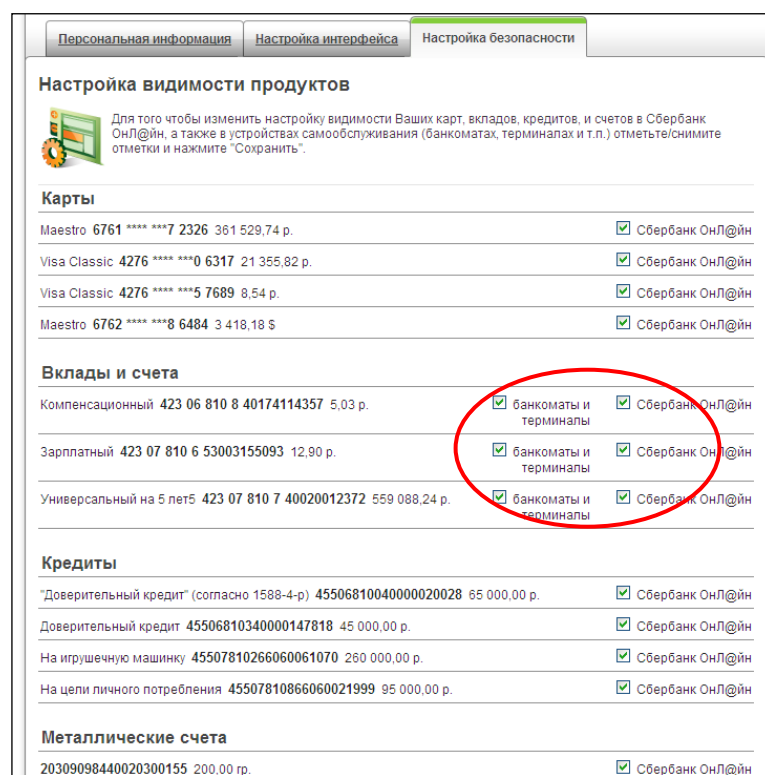 Персональная информация Настройка интерфейса Настройка безопасности
Настройка видимости продуктов
Для того чтобы изменить настройку видимости Ваших карт, вкладов, кредитов, и счетов в Сбербанк
ОнЛ@йн, а также в устройствах самообслуживания (банкоматах, терминалах и т.п.) отметьте/снимите
отметки и нажмите "Сохранить".
Карты
Maestro 6761 **** ***7 2326 361 529,74 р. Сбербанк ОнЛ@йн
Visa Classic 4276 **** ***0 6317 21 355,82 р. Сбербанк ОнЛ@йн
Visa Classic 4276 **** ***5 7689 8,54 р. Сбербанк ОнЛ@йн
Maestro 6762 **** ***8 6484 3 418,18 $ Сбербанк ОнЛ@йн
Вклады и счета
Компенсационный 423 06 810 8 40174114357 5,03 р. банкоматы и Сбербанк ОнЛ@йн
терминалы
Зарплатный 423 07 810 6 53003155093 12,90 р. банкоматы и Сбербанк ОнЛ@йн
терминалы
Универсальный на 5 лет5 423 07 810 7 40020012372 559 088,24 р. банкоматы и Сбербанк ОнЛ@йн
терминалы
Кредиты
"Доверительный кредит" (согласно 1588-4-р) 45506810040000020028 65 000,00 р. Сбербанк ОнЛ@йн
Доверительный кредит 45506810340000147818 45 000,00 р. Сбербанк ОнЛ@йн
На игрушечную машинку 45507810266060061070 260 000,00 р. Сбербанк ОнЛ@йн
На цели личного потребления 45507810866060021999 95 000,00 р. Сбербанк ОнЛ@йн
Металлические счета
20309098440020300155 200,00 гр. Сбербанк ОнЛ@йн